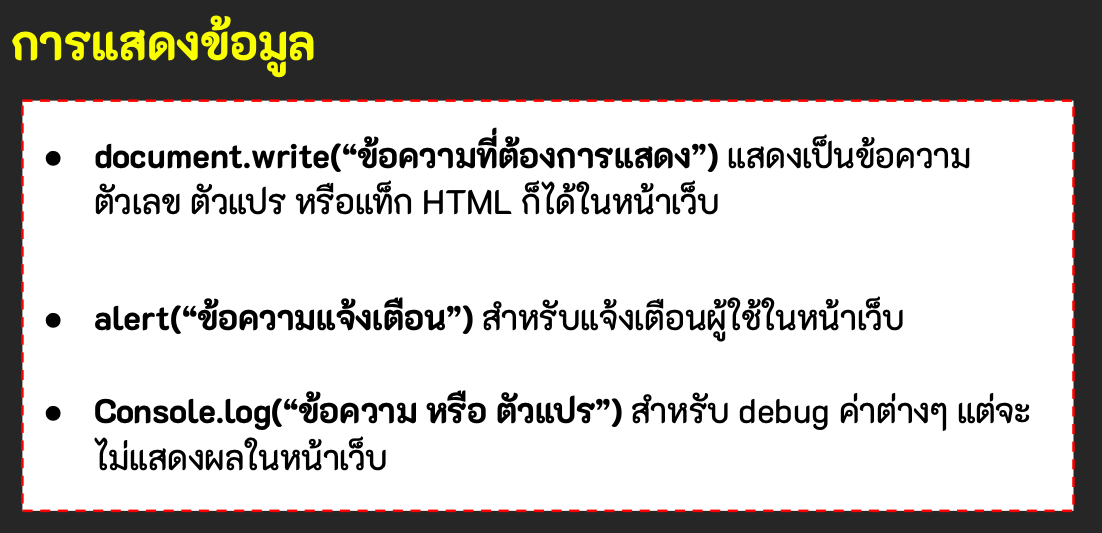 การแสดงข้อมูล
● document.write(“ข้อความที่ต้องการแสดง”) แสดงเป็นข้อความ
ตัวเลข ตัวแปร หรือแท็ก HTML ก็ได้ในหน้าเว็บ
● alert(“ข้อความแจ้งเตือน”) สำหรับแจ้งเตือนผู้ใช้ในหน้าเว็บ
● Console.log(“ข้อความ หรือ ตัวแปร”) สำหรับ debug ค่าต่างๆ แต่จะ
ไม่แสดงผลในหน้าเว็บ